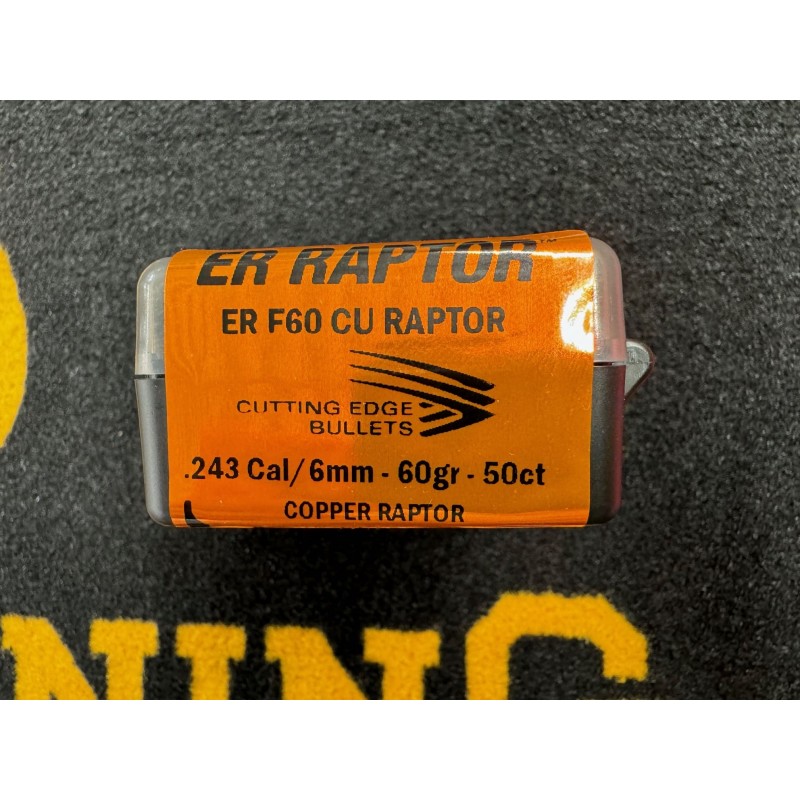 ER RAPTOR™
ER F60 CU RAPTOR
CUTTING EDGE
BULLETS
.243 Cal/6mm - 60gr - 50ct
COPPER RAPTOR